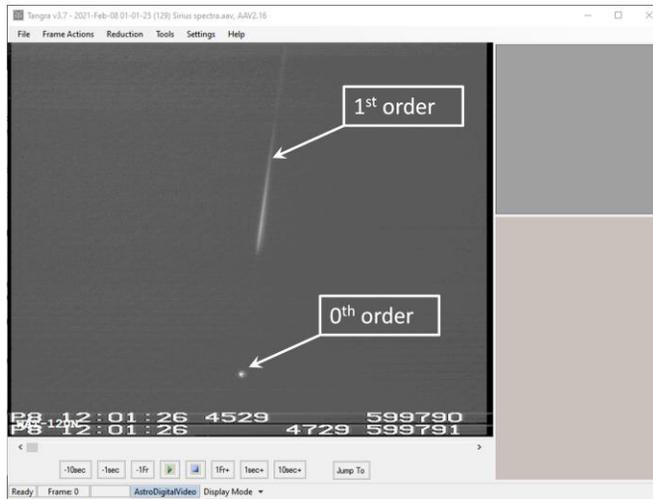 Tangra v3.7 - 2021-Feb-08 01-01-25 (129) Sirius spectra.aav, AAV2.16
File Frame Actions Reduction Tools Settings Help
1st order
0th order
P8 12:01:26 4529 599790
P8 12:01:26 4729 599791
-10sec -1sec -1Fr 1Fr+ 1sec+ 10sec+ Jump To
Ready Frame: 0 AstroDigitalVideo Display Mode